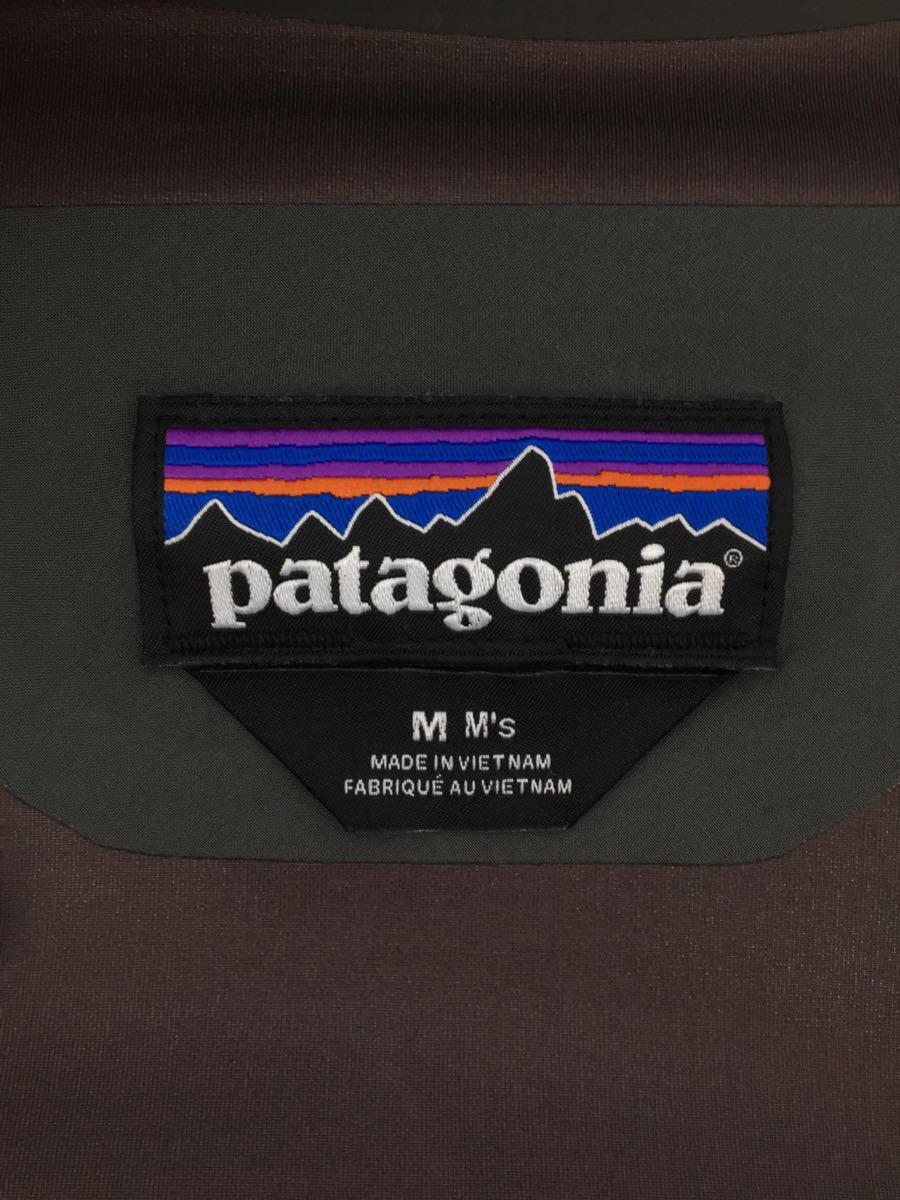 patagonia®
M M's
MADE IN VIETNAM
FABRIQUÉ AU VIETNAM